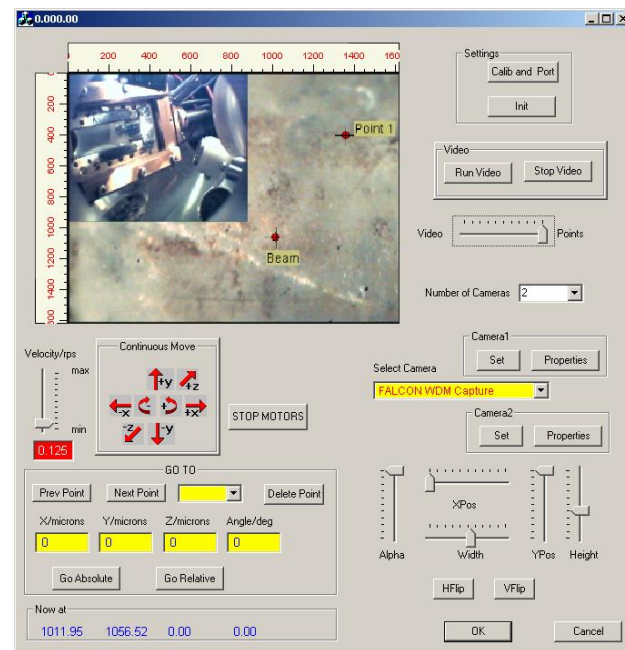 0.000.00
200 400 600 800 1000 1200 1400 160
0
200
400
600
800
1000
1200
1400
Point 1
Beam
Settings
Calib and Port
Init
Video
Run Video Stop Video
Video Points
Number of Cameras 2
Camera1
Set Properties
Select Camera
FALCON WDM Capture
Camera2
Set Properties
Velocity/rps
max
min
0.125
Continuous Move
+y +z
-x - + +x
-z -y
STOP MOTORS
GO TO
Prev Point Next Point Delete Point
X/microns Y/microns Z/microns Angle/deg
0 0 0 0
Go Absolute Go Relative
Now at
1011.95 1056.52 0.00 0.00
XPos
Alpha Width YPos Height
HFlip VFlip
OK Cancel